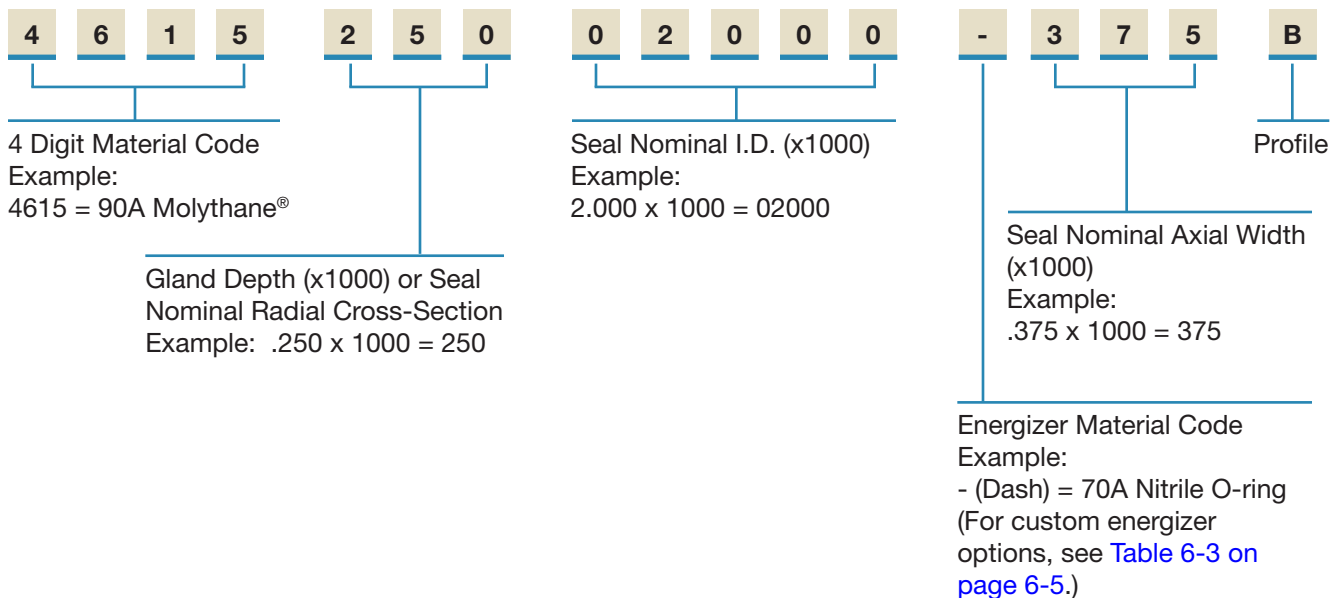 4 6 1 5 2 5 0 0 2 0 0 0 - 3 7 5 B
4 Digit Material Code
Example:
4615 = 90A Molythane®
Gland Depth (x1000) or Seal
Nominal Radial Cross-Section
Example: .250 x 1000 = 250
Seal Nominal I.D. (x1000)
Example:
2.000 x 1000 = 02000
Profile
Seal Nominal Axial Width
(x1000)
Example:
.375 x 1000 = 375
Energizer Material Code
Example:
- (Dash) = 70A Nitrile O-ring
(For custom energizer
options, see Table 6-3 on
page 6-5.)